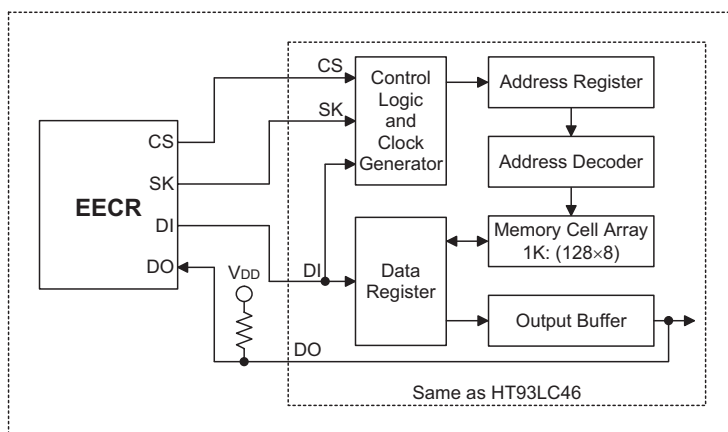 CS
SK
DI
DO
EECR
VDD
CS
SK
DI
DO
Control
Logic
and
Clock
Generator
Address Register
Address Decoder
Memory Cell Array
1K: (128×8)
Data
Register
Output Buffer
Same as HT93LC46